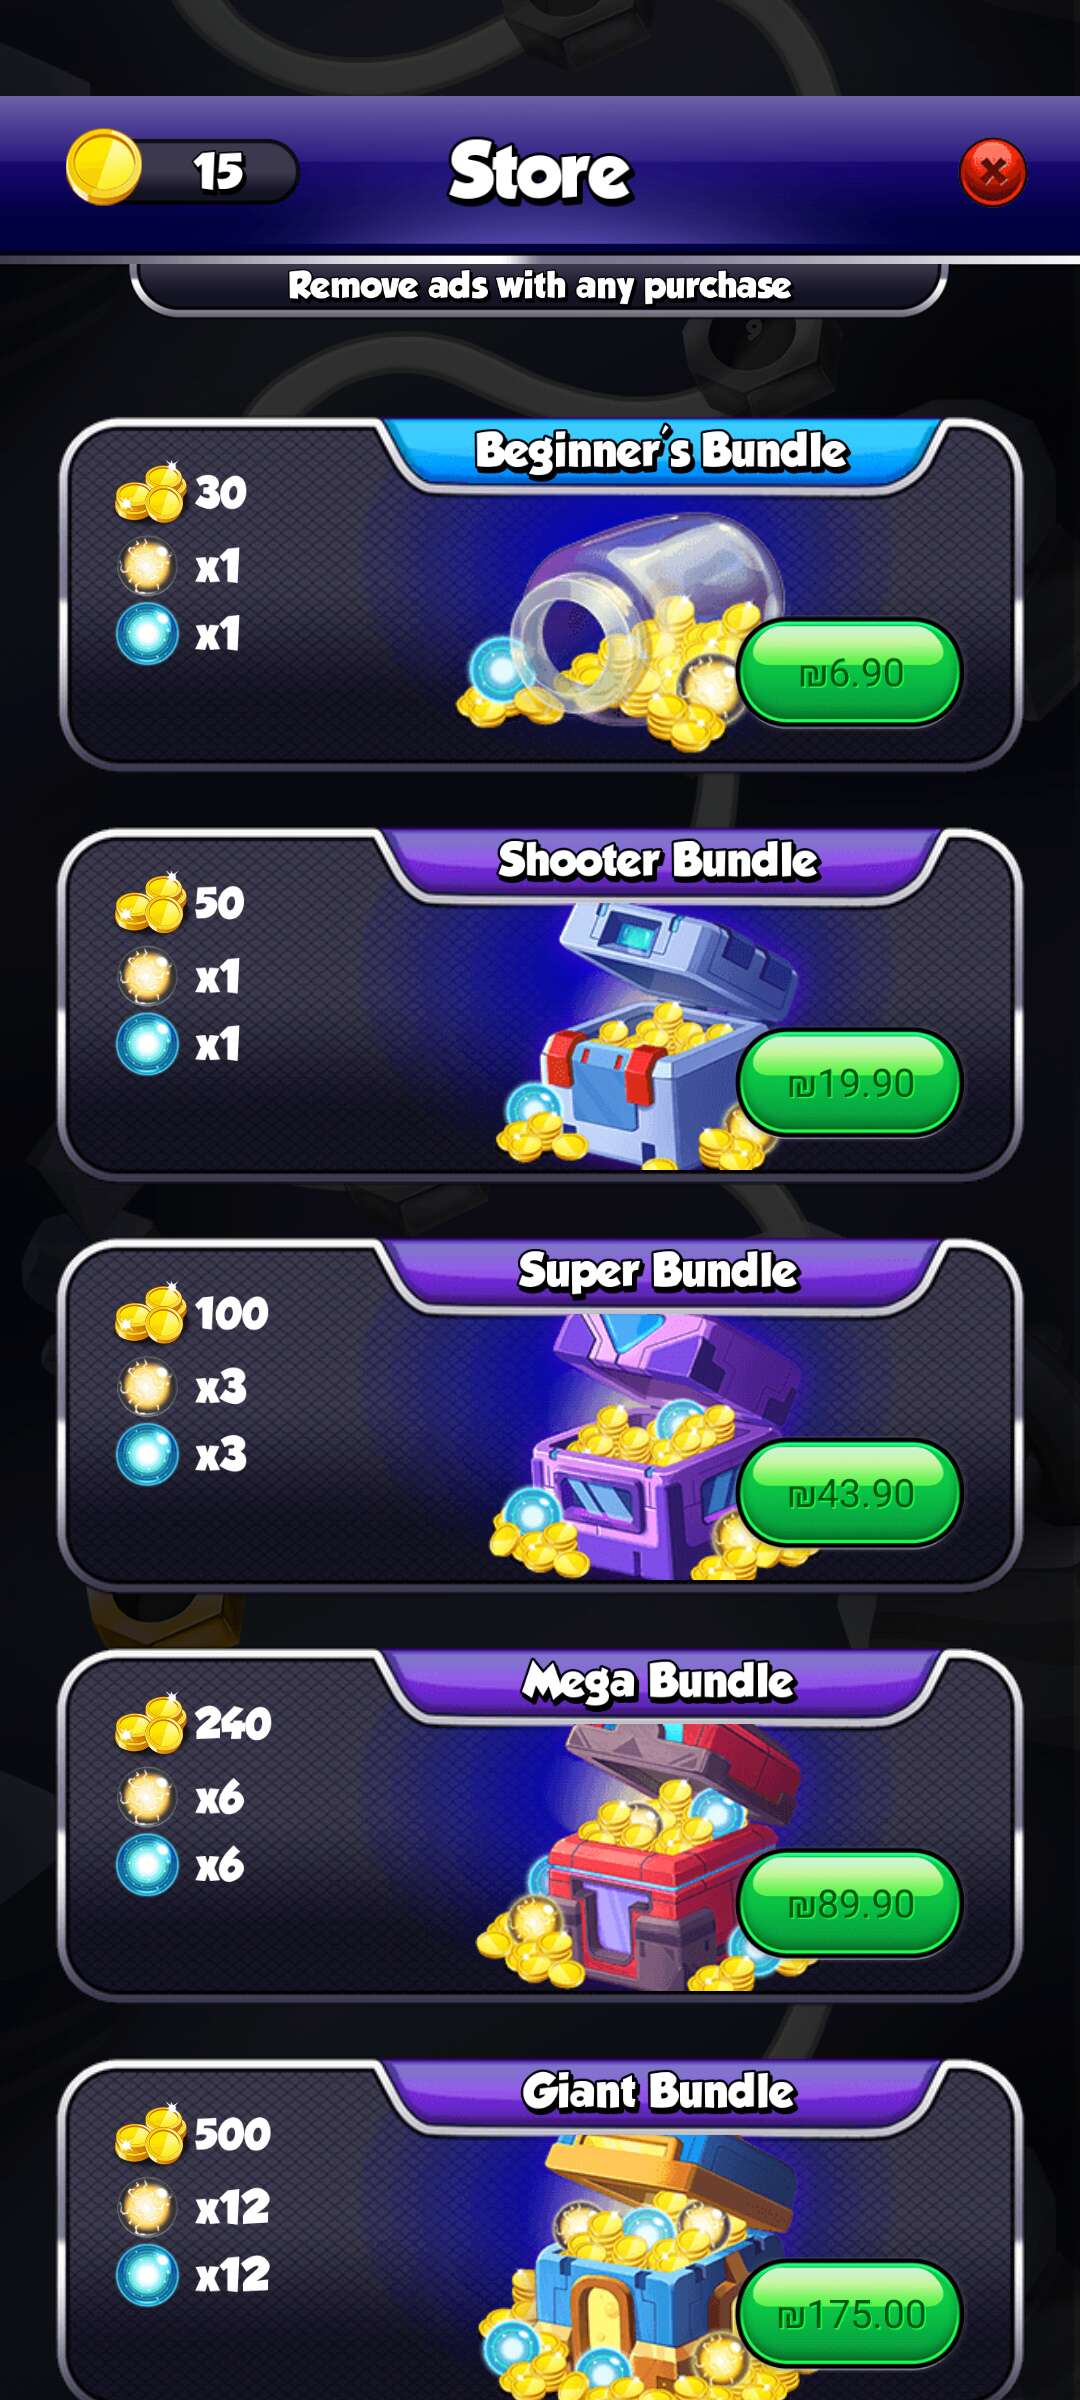 15
Store
Remove ads with any purchase
9
Beginner's Bundle
30
x1
x1
₪6.90
Shooter Bundle
50
x1
x1
₪19.90
Super Bundle
100
x3
x3
₪43.90
Mega Bundle
240
x6
x6
₪89.90
Giant Bundle
500
x12
x12
₪175.00